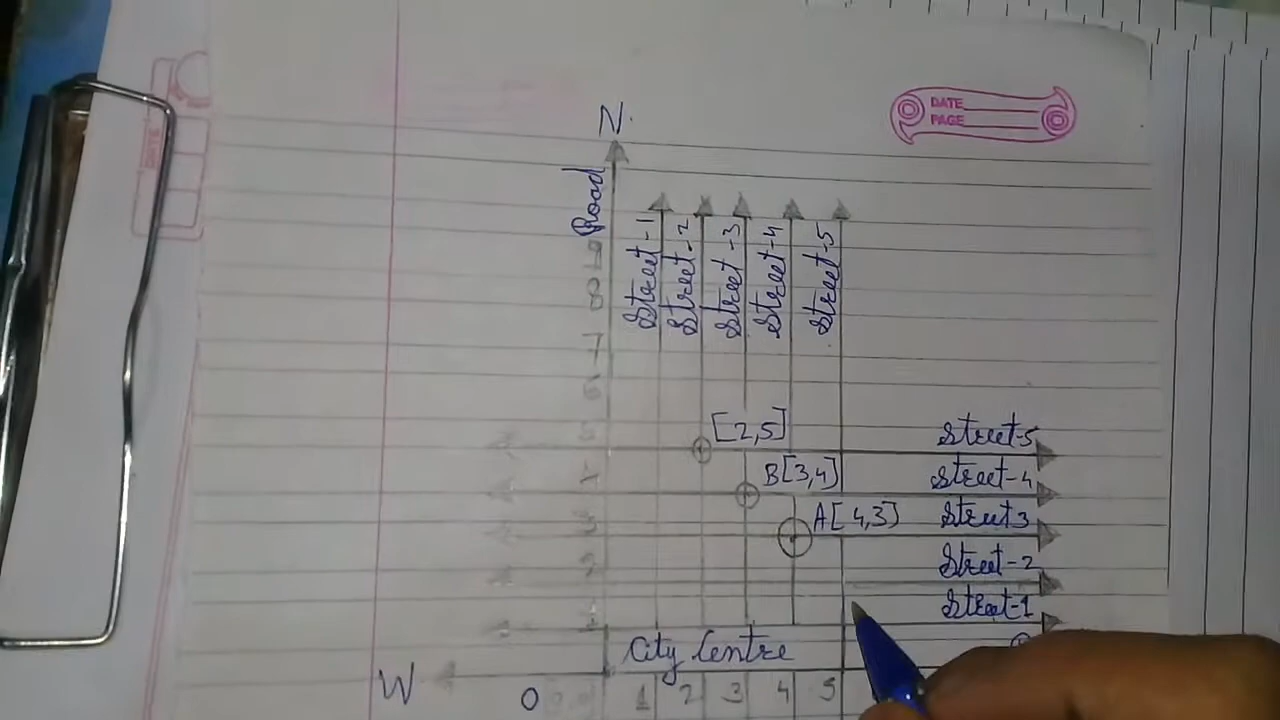 N.
DATE
PAGE
Road
Street-1
Street-2
Street-3
Street-4
Street-5
8
7
6
5
[2,5]
Street-5
4
B[3,4]
Street-4
3
A[4,3]
Street3
2
Street-2
1
Street-1
City Centre
W
0
1 2 3 4 5